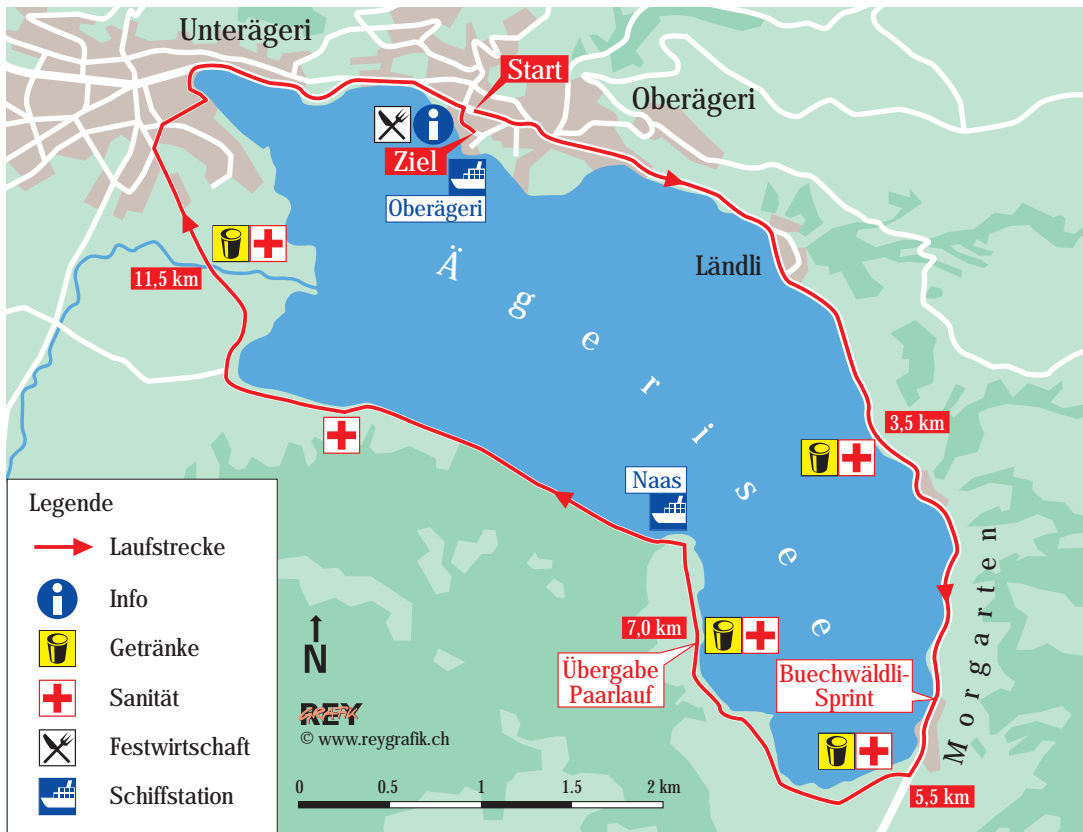 Unterägeri
Start
Oberägeri
Ziel
Oberägeri
Ländli
11,5 km
Ägerisee
3,5 km
Naas
Morgarten
7,0 km
Übergabe
Paarlauf
Buechwäldli-
Sprint
5,5 km
Legende
Laufstrecke
Info
Getränke
Sanität
Festwirtschaft
Schiffstation
N
REY
GRAFIK
© www.reygrafik.ch
0 0.5 1 1.5 2 km